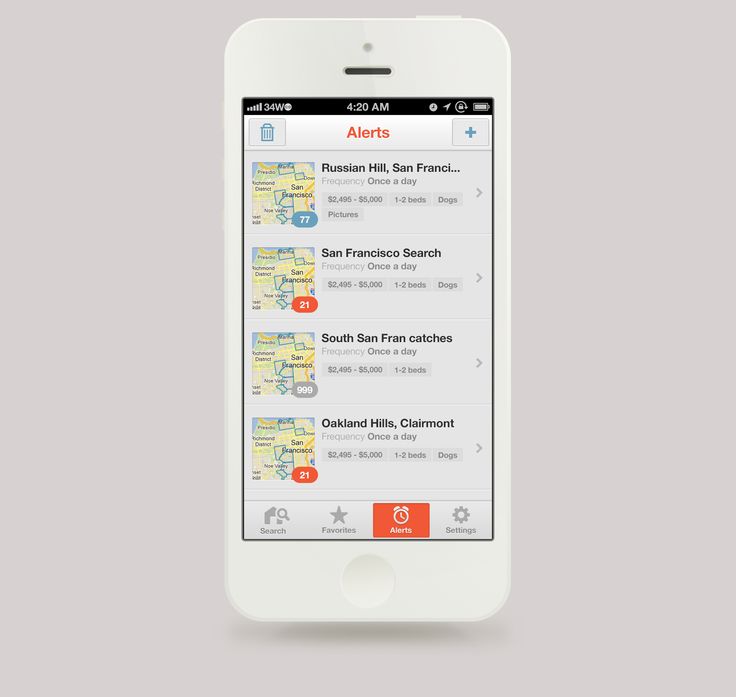 34W
4:20 AM
Alerts
Russian Hill, San Franci...
Frequency Once a day
$2,495 - $5,000 1-2 beds Dogs
Pictures
Presidio Marina
Richmond District
San Francisco
Noe Valley
77
San Francisco Search
Frequency Once a day
$2,495 - $5,000 1-2 beds Dogs
Presidio Marina
Richmond District
San Francisco
Noe Valley
21
South San Fran catches
Frequency Once a day
$2,495 - $5,000 1-2 beds
Presidio Marina
Richmond District
San Francisco
Noe Valley
999
Oakland Hills, Clairmont
Frequency Once a day
$2,495 - $5,000 1-2 beds Dogs
Presidio Marina
Richmond District
San Francisco
Noe Valley
21
Search Favorites Alerts Settings